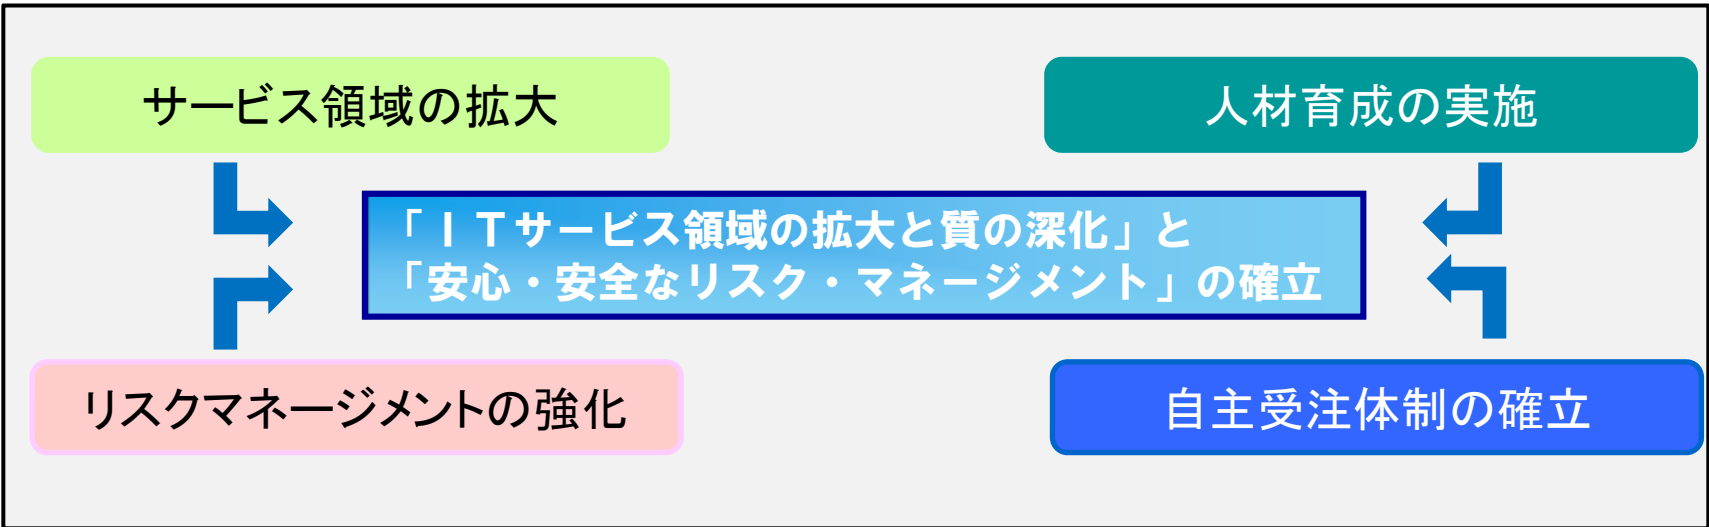 サービス領域の拡大
人材育成の実施
「ＩＴサービス領域の拡大と質の深化」と
「安心・安全なリスク・マネージメント」の確立
リスクマネージメントの強化
自主受注体制の確立